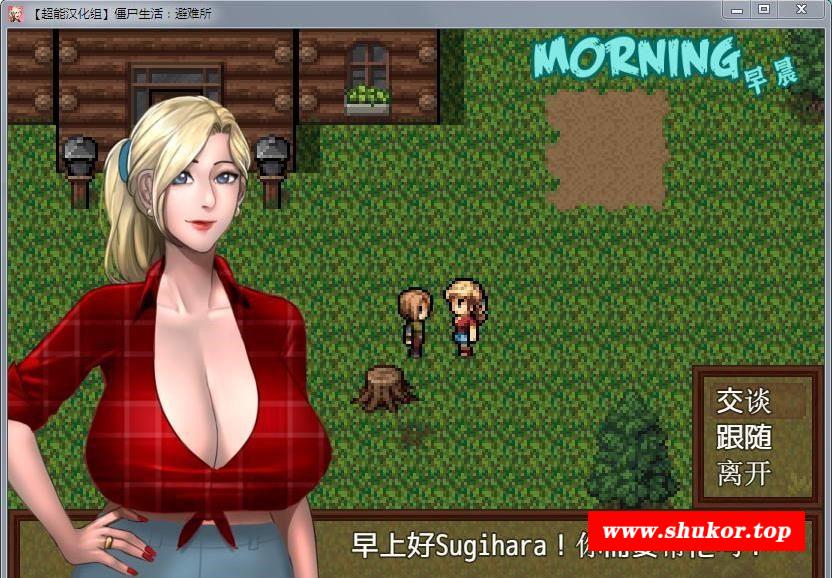 【超能汉化组】僵尸生活：避难所
MORNING
早晨
交谈
跟随
离开
早上好Sugihara！你
www.shukor.top